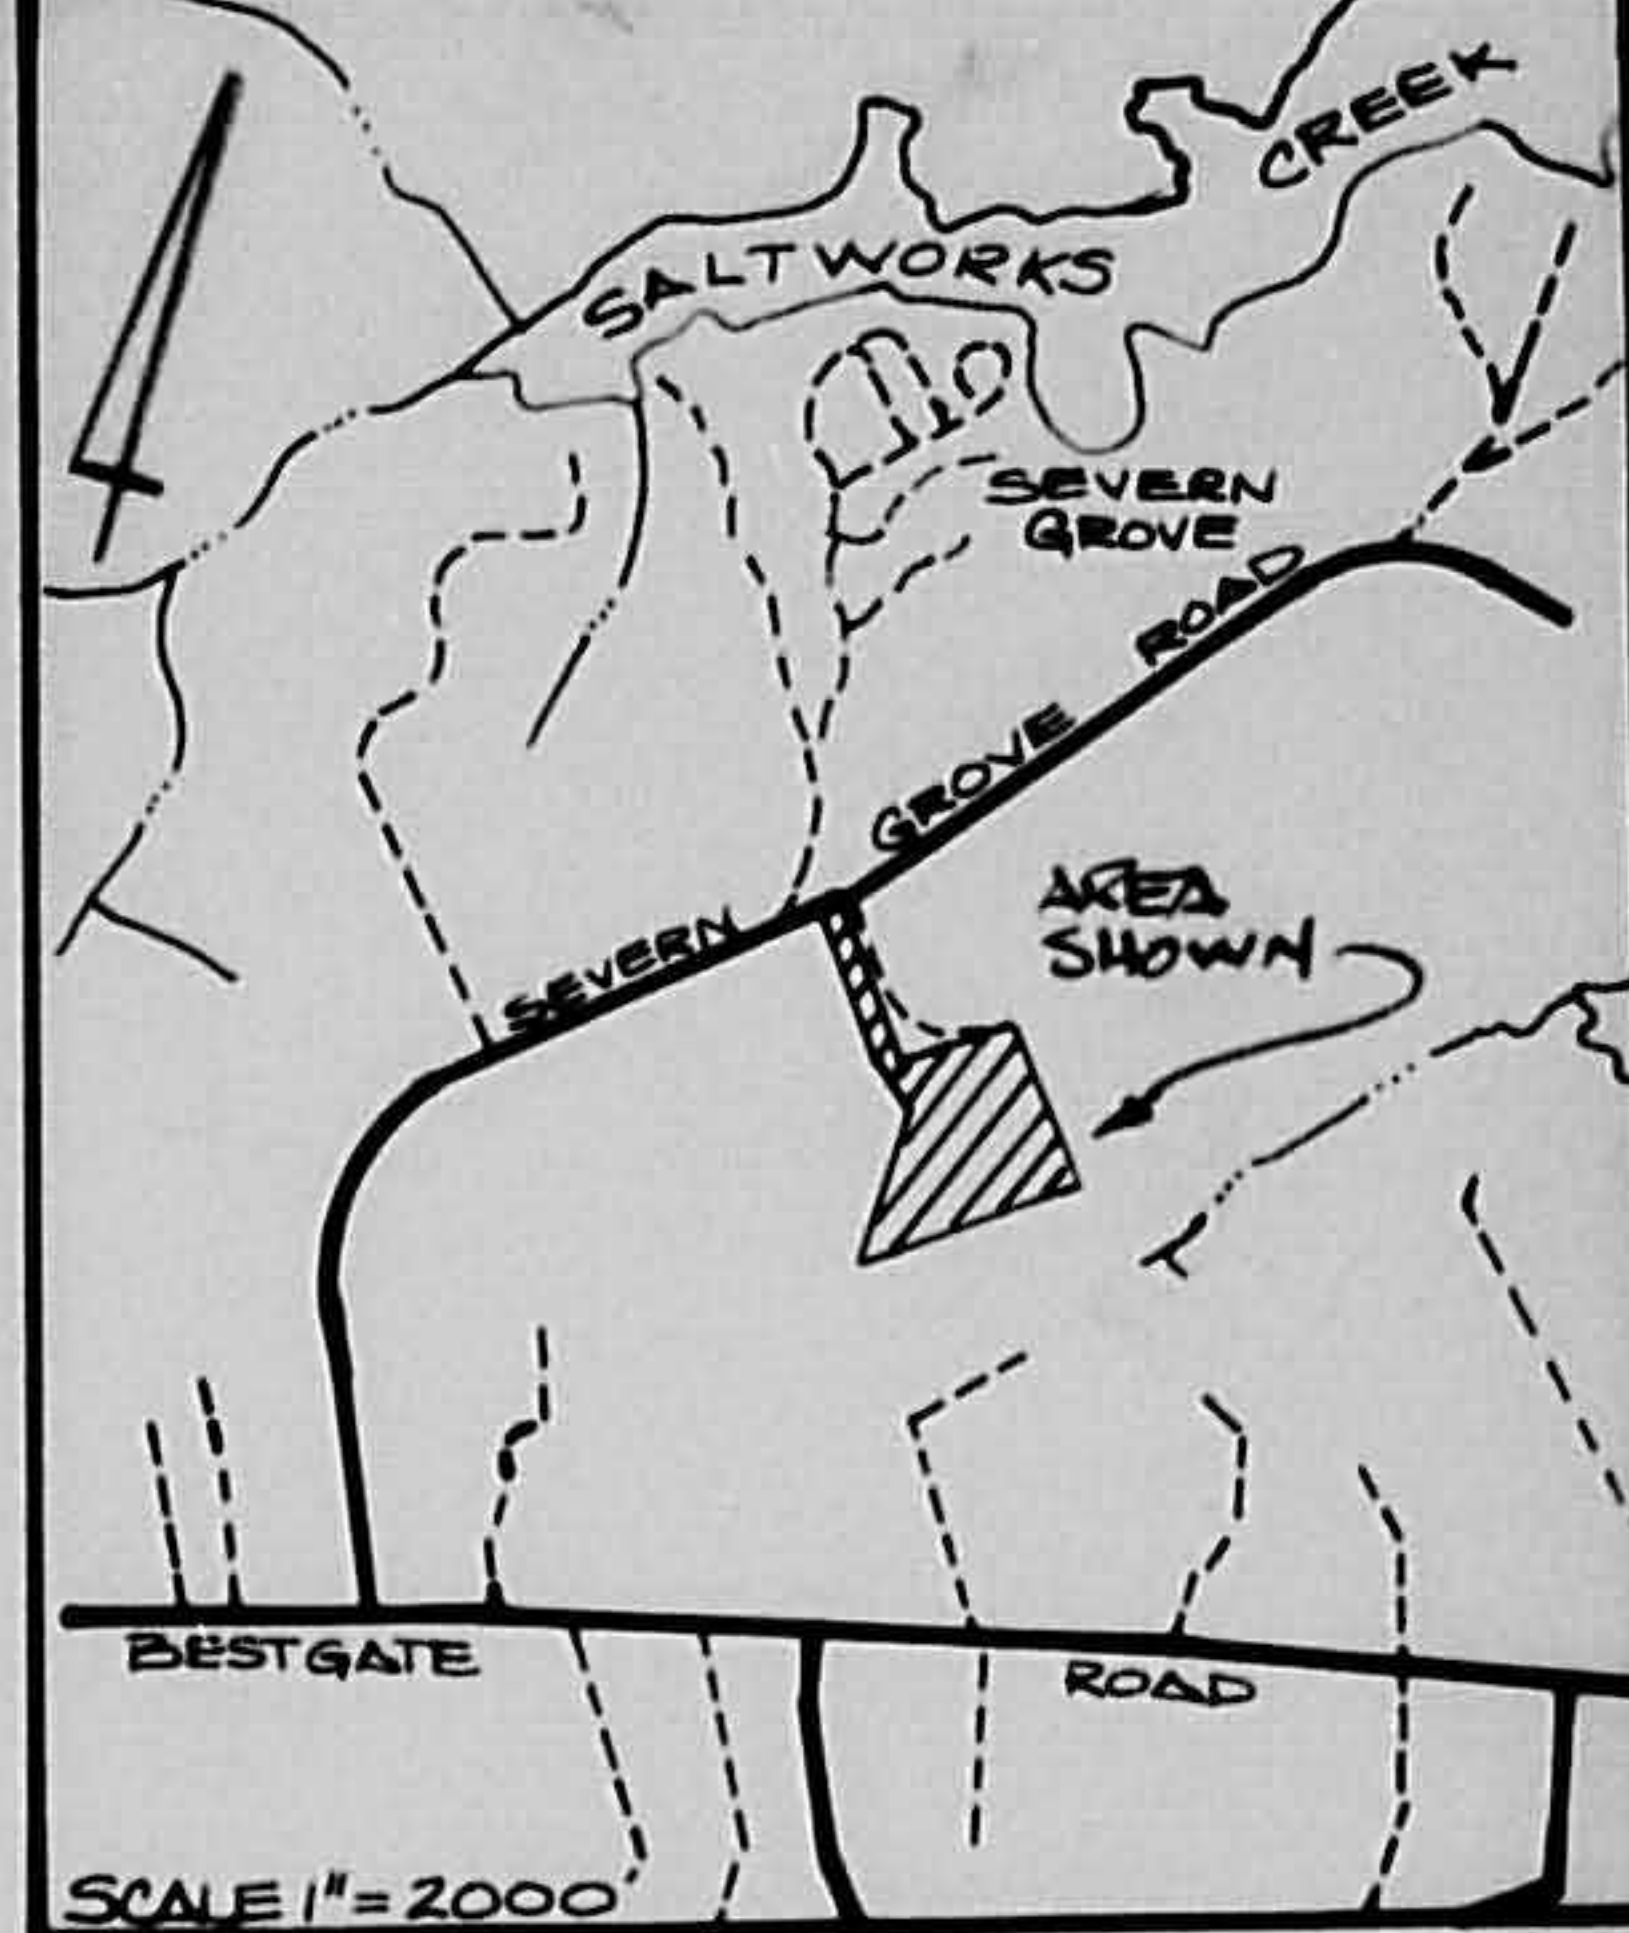 CREEK
SALTWORKS
SEVERN
GROVE
SEVERN GROVE ROAD
AREA
SHOWN
BESTGATE ROAD
SCALE 1" = 2000'